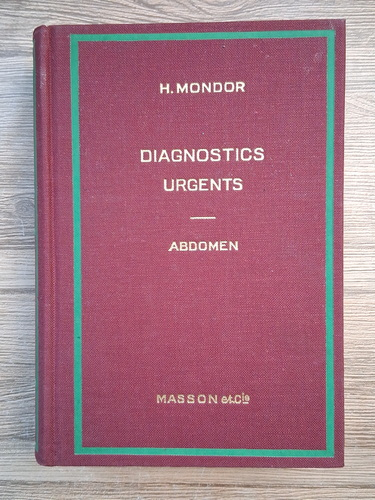 H. MONDOR
DIAGNOSTICS
URGENTS
ABDOMEN
MASSON et Cie